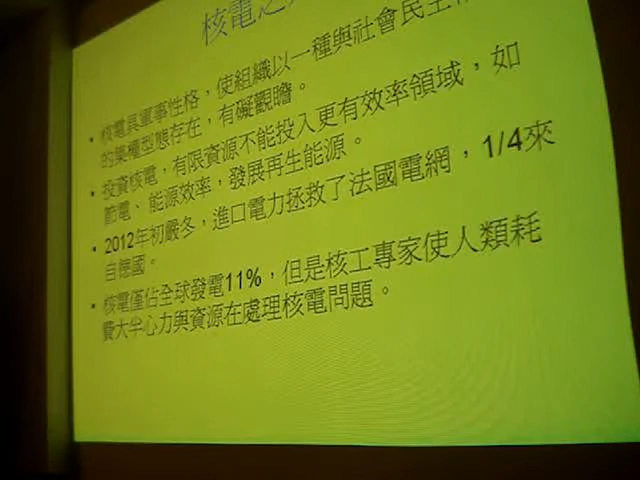 核電之
• 核電具軍事性格，使組織以一種與社會民主
的集權型態存在，有礙觀瞻。
• 投資核電，有限資源不能投入更有效率領域，如
節電、能源效率，發展再生能源。
• 2012年初嚴冬，進口電力拯救了法國電網，1/4來
自德國。
• 核電僅佔全球發電11%，但是核工專家使人類耗
費大半心力與資源在處理核電問題。